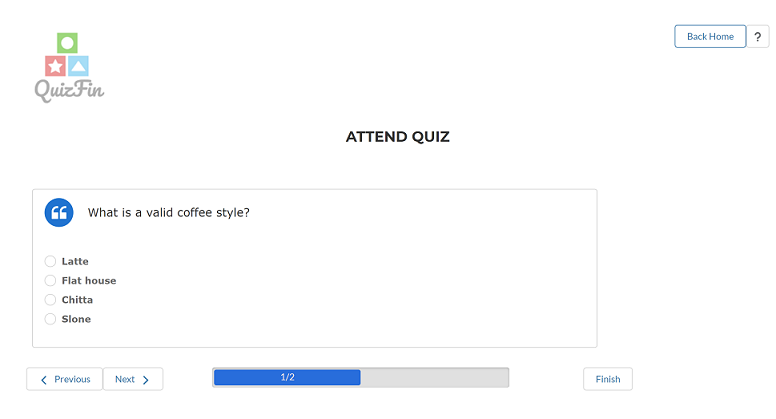 Back Home
?
QuizFin
ATTEND QUIZ
What is a valid coffee style?
Latte
Flat house
Chitta
Slone
Previous
Next
1/2
Finish